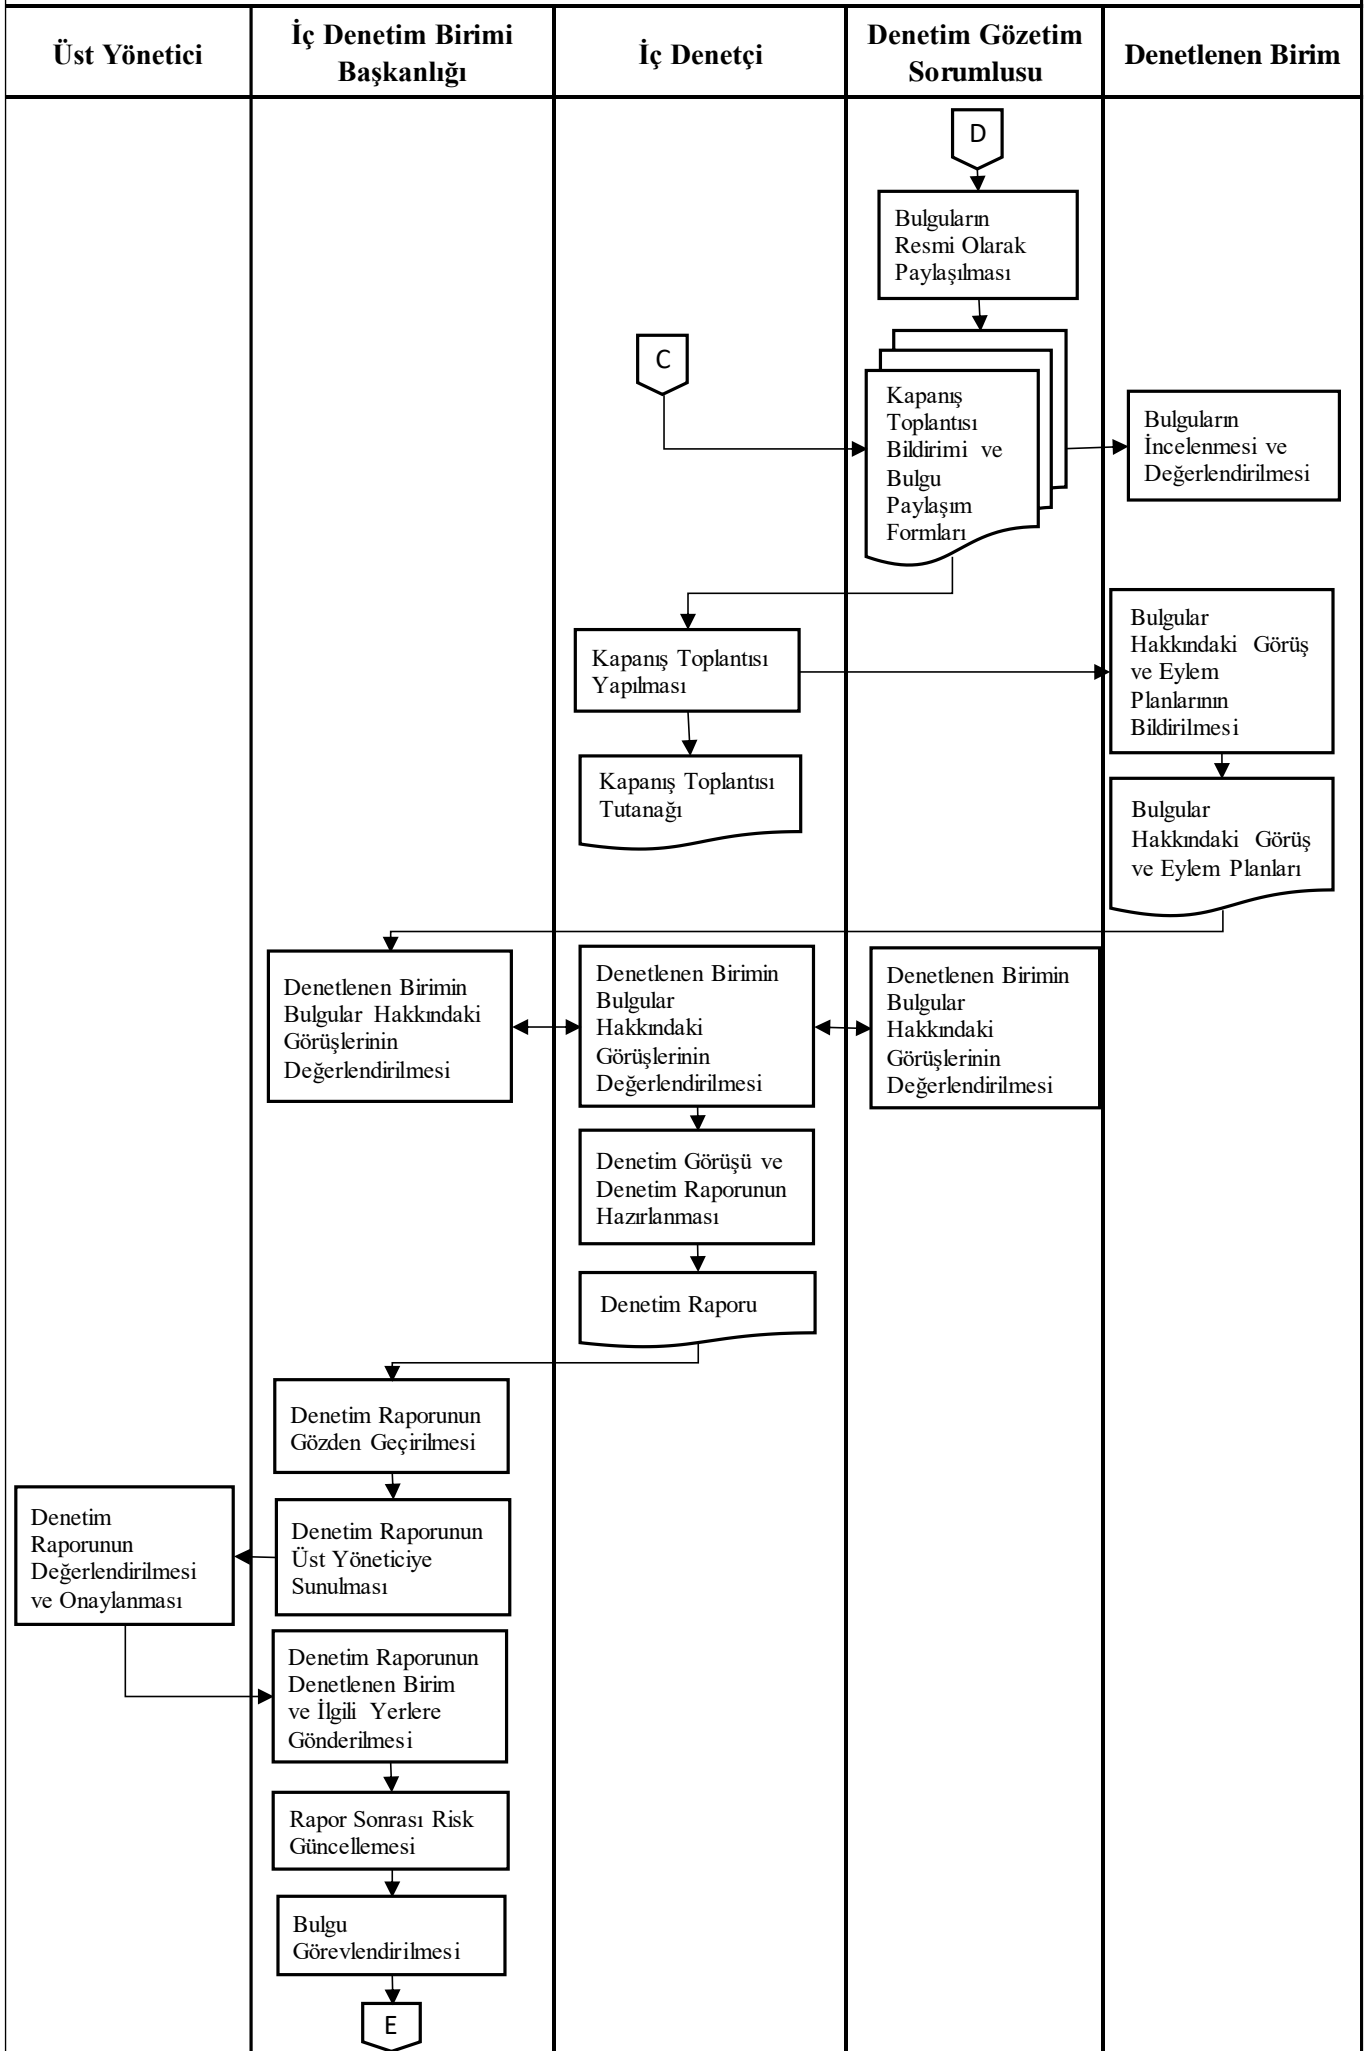 Üst Yönetici
İç Denetim Birimi
Başkanlığı
İç Denetçi
Denetim Gözetim
Sorumlusu
Denetlenen Birim
D
Bulguların
Resmi Olarak
Paylaşılması
C
Kapanış
Toplantısı
Bildirimi ve
Bulgu
Paylaşım
Formları
Bulguların
İncelenmesi ve
Değerlendirilmesi
Kapanış Toplantısı
Yapılması
Bulgular
Hakkındaki Görüş
ve Eylem
Planlarının
Bildirilmesi
Kapanış Toplantısı
Tutanağı
Bulgular
Hakkındaki Görüş
ve Eylem Planları
Denetlenen Birimin
Bulgular Hakkındaki
Görüşlerinin
Değerlendirilmesi
Denetlenen Birimin
Bulgular
Hakkındaki
Görüşlerinin
Değerlendirilmesi
Denetlenen Birimin
Bulgular
Hakkındaki
Görüşlerinin
Değerlendirilmesi
Denetim Görüşü ve
Denetim Raporunun
Hazırlanması
Denetim Raporu
Denetim Raporunun
Gözden Geçirilmesi
Denetim Raporunun
Üst Yöneticiye
Sunulması
Denetim
Raporunun
Değerlendirilmesi
ve Onaylanması
Denetim Raporunun
Denetlenen Birim
ve İlgili Yerlere
Gönderilmesi
Rapor Sonrası Risk
Güncellemesi
Bulgu
Görevlendirilmesi
E